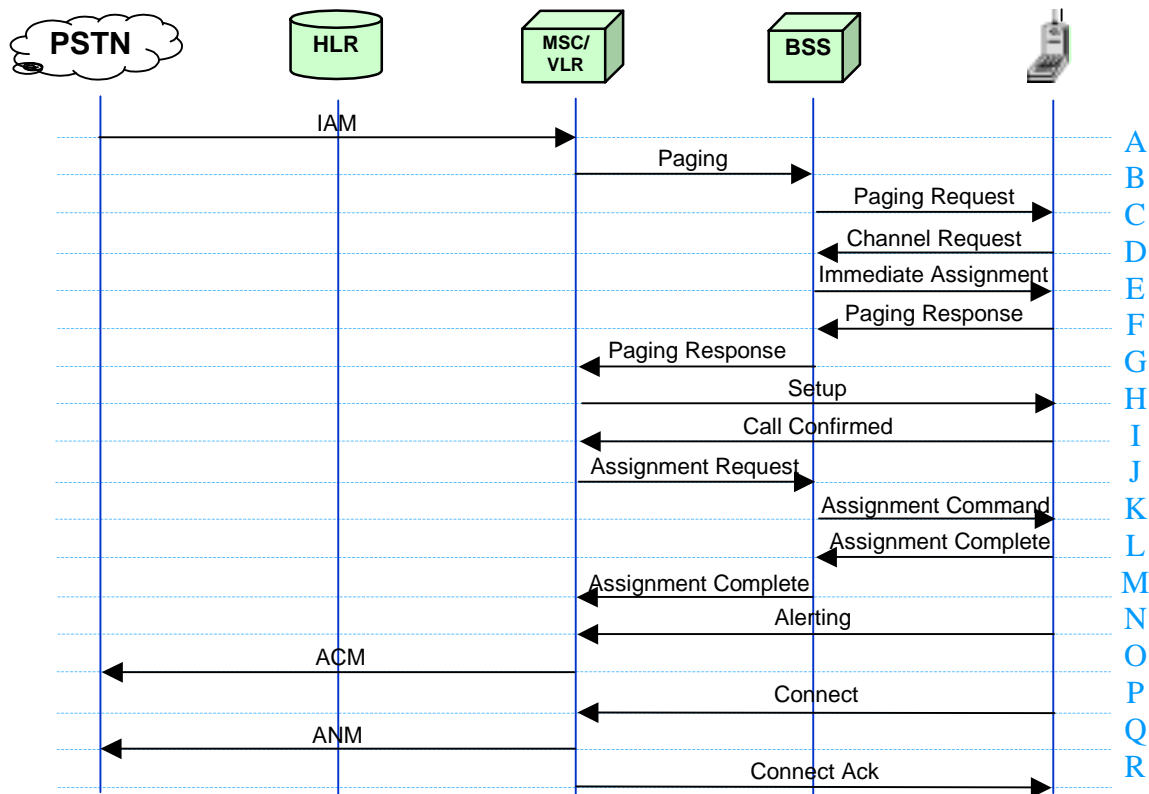 PSTN
HLR
MSC/
VLR
BSS
IAM
A
Paging
B
Paging Request
C
Channel Request
D
Immediate Assignment
E
Paging Response
F
Paging Response
G
Setup
H
Call Confirmed
I
Assignment Request
J
Assignment Command
K
Assignment Complete
L
Assignment Complete
M
Alerting
N
ACM
O
Connect
P
ANM
Q
Connect Ack
R